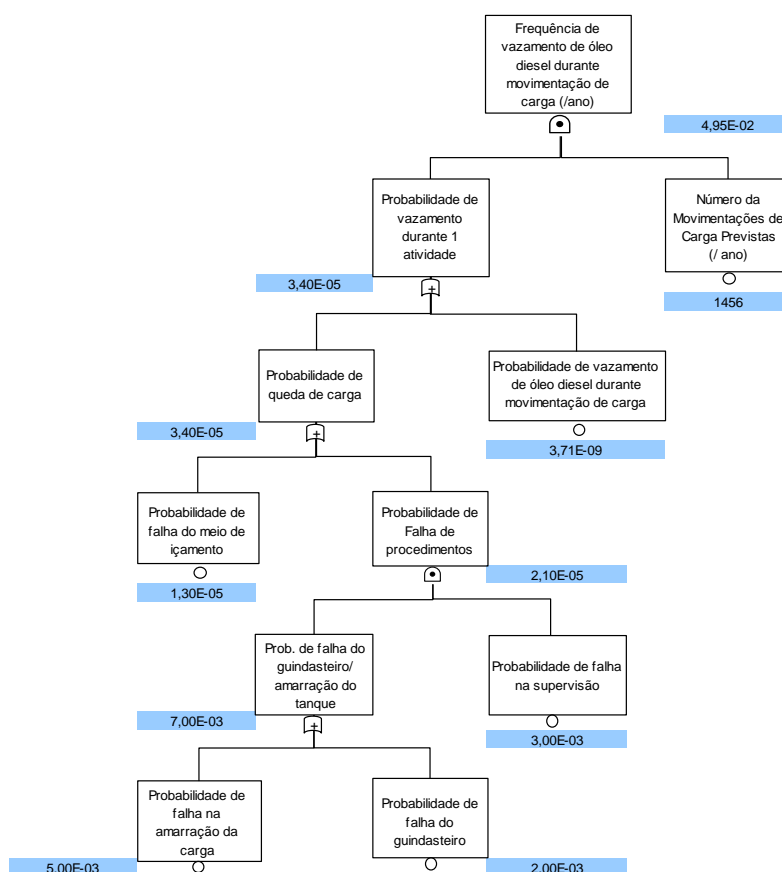 Frequência de
vazamento de óleo
diesel durante
movimentação de
carga (/ano)
4,95E-02
Probabilidade de
vazamento
durante 1
atividade
Número da
Movimentações de
Carga Previstas
(/ ano)
3,40E-05
+
1456
Probabilidade de
queda de carga
Probabilidade de vazamento
de óleo diesel durante
movimentação de carga
3,40E-05
+
3,71E-09
Probabilidade de
falha do meio de
içamento
Probabilidade de
Falha de
procedimentos
1,30E-05
2,10E-05
Prob. de falha do
guindasteiro/
amarração do
tanque
Probabilidade de falha
na supervisão
7,00E-03
+
3,00E-03
Probabilidade de
falha na
amarração da
carga
Probabilidade de
falha do
guindasteiro
5,00E-03
2,00E-03